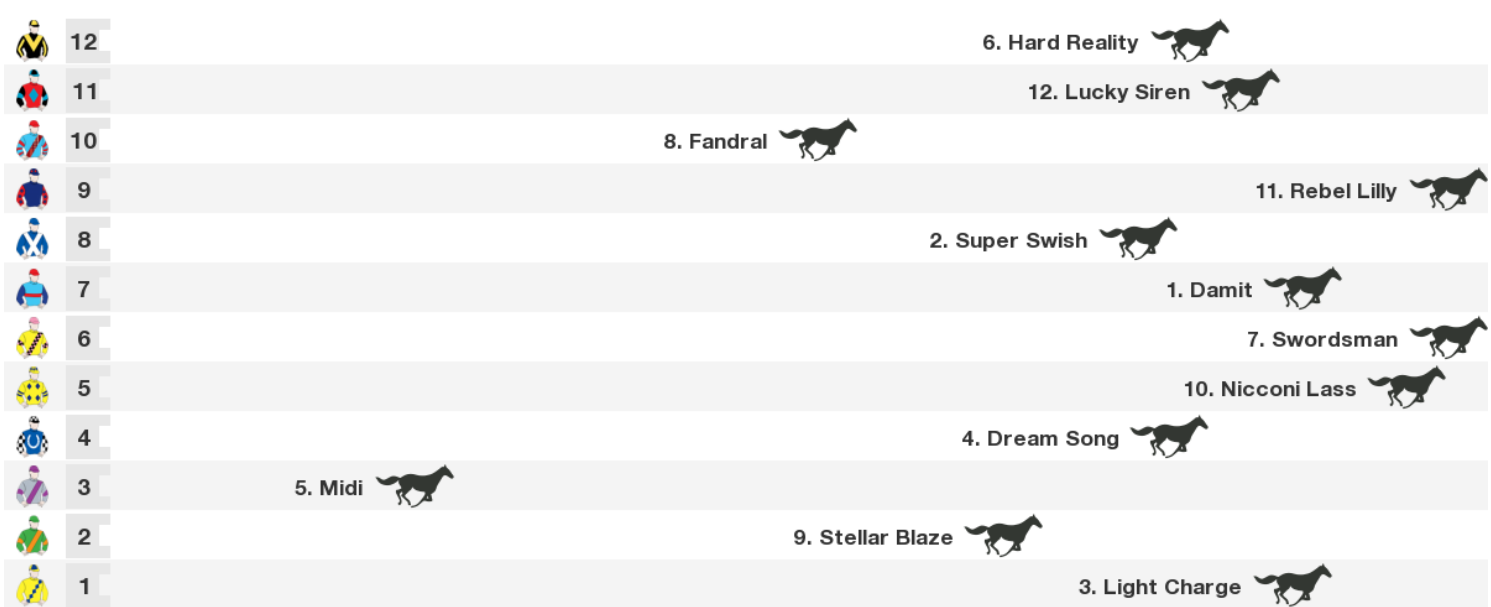 12 6. Hard Reality
11 12. Lucky Siren
10 8. Fandral
9 11. Rebel Lilly
8 2. Super Swish
7 1. Damit
6 7. Swordsman
5 10. Nicconi Lass
4 4. Dream Song
3 5. Midi
2 9. Stellar Blaze
1 3. Light Charge